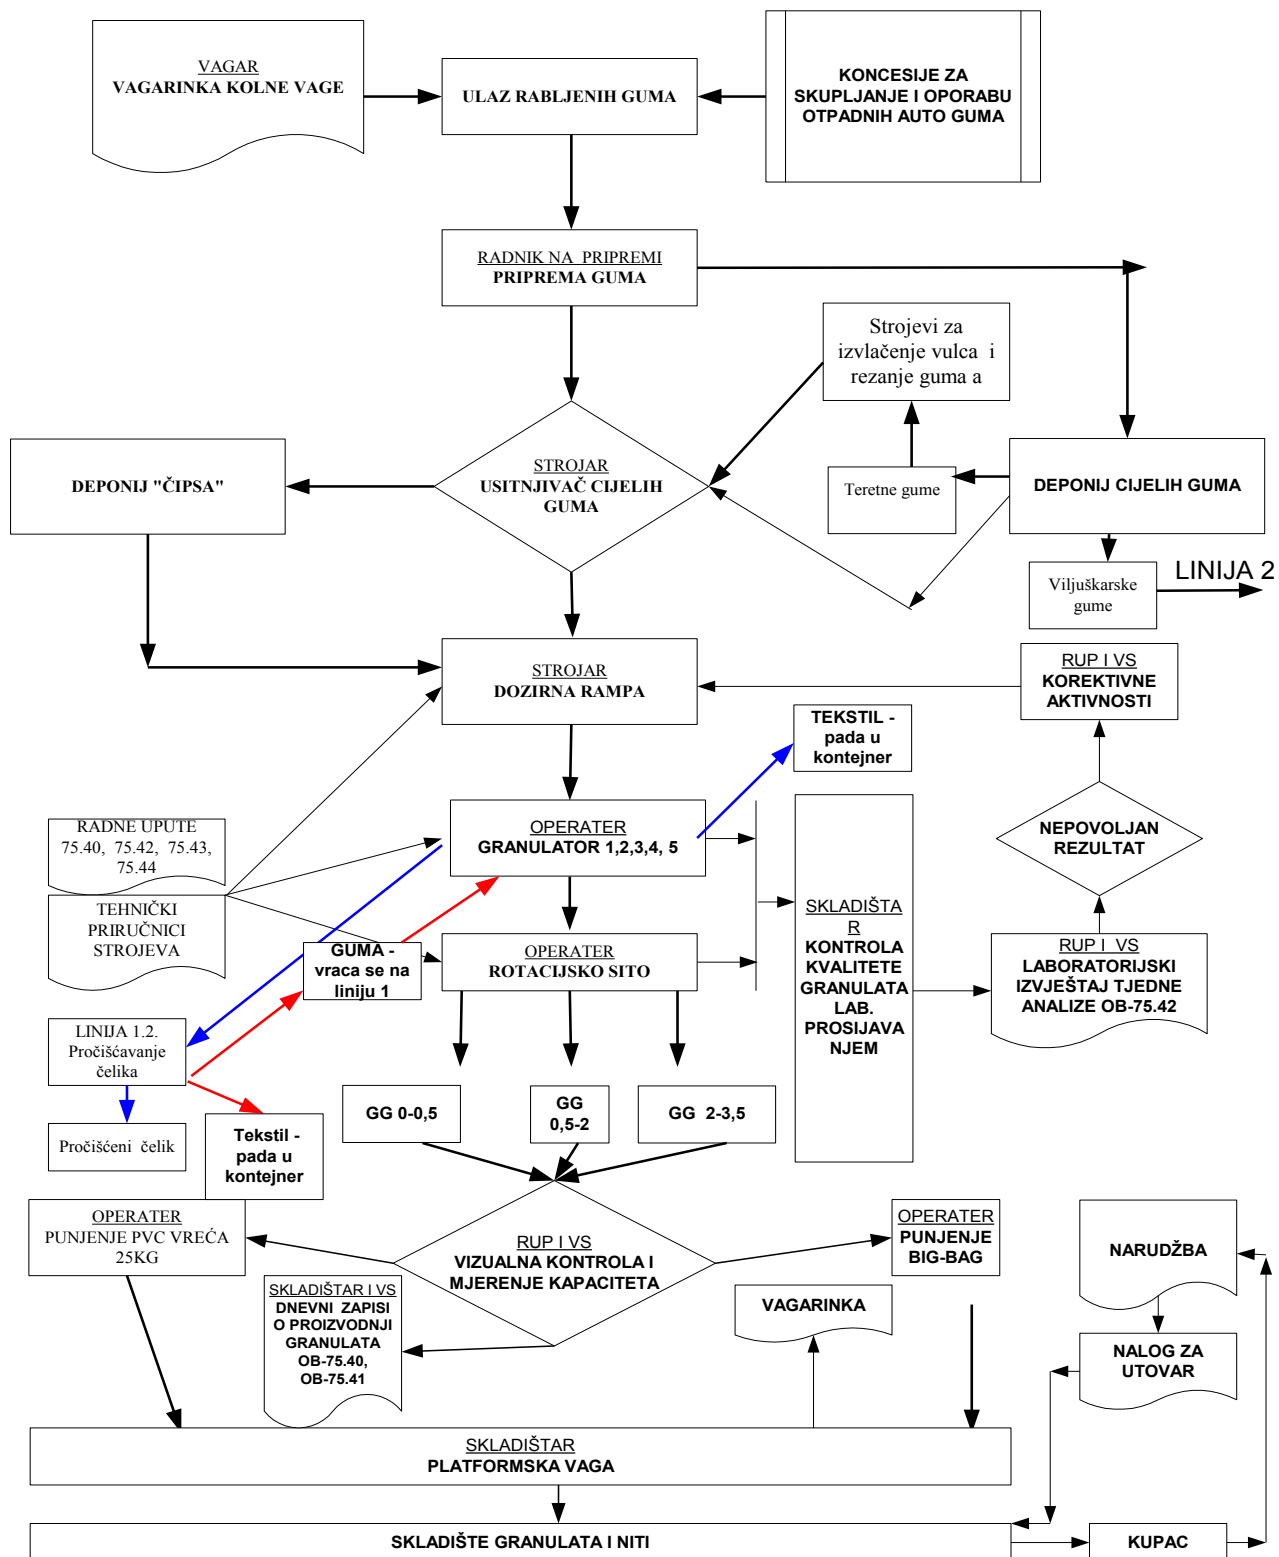 VAGAR
VAGARINKA KOLNE VAGE
ULAZ RABLJENIH GUMA
KONCESIJE ZA
SKUPLJANJE I OPORABU
OTPADNIH AUTO GUMA
RADNIK NA PRIPREMI
PRIPREMA GUMA
Strojevi za
izvlačenje vulca i
rezanje guma a
DEPONIJ "ČIPSA"
STROJAR
USITNJIVAČ CIJELIH
GUMA
Teretne gume
DEPONIJ CIJELIH GUMA
Viljuškarske
gume
LINIJA 2
STROJAR
DOZIRNA RAMPA
RUP I VS
KOREKTIVNE
AKTIVNOSTI
TEKSTIL -
pada u
kontejner
RADNE UPUTE
75.40, 75.42, 75.43,
75.44
OPERATER
GRANULATOR 1,2,3,4, 5
NEPOVOLJAN
REZULTAT
TEHNIČKI
PRIRUČNICI
STROJEVA
GUMA -
vraca se na
liniju 1
OPERATER
ROTACIJSKO SITO
SKLADIŠTA
R
KONTROLA
KVALITETE
GRANULATA
LAB.
PROSIJAVA
NJEM
RUP I VS
LABORATORIJSKI
IZVJEŠTAJ TJEDNE
ANALIZE OB-75.42
LINIJA 1.2.
Pročišćavanje
čelika
GG 0-0,5
GG
0,5-2
GG 2-3,5
Pročišćeni čelik
Tekstil -
pada u
kontejner
OPERATER
PUNJENJE PVC VREĆA
25KG
RUP I VS
VIZUALNA KONTROLA I
MJERENJE KAPACITETA
OPERATER
PUNJENJE
BIG-BAG
NARUDŽBA
SKLADIŠTAR I VS
DNEVNI ZAPISI
O PROIZVODNJI
GRANULATA
OB-75.40,
OB-75.41
VAGARINKA
NALOG ZA
UTOVAR
SKLADIŠTAR
PLATFORMSKA VAGA
SKLADIŠTE GRANULATA I NITI
KUPAC